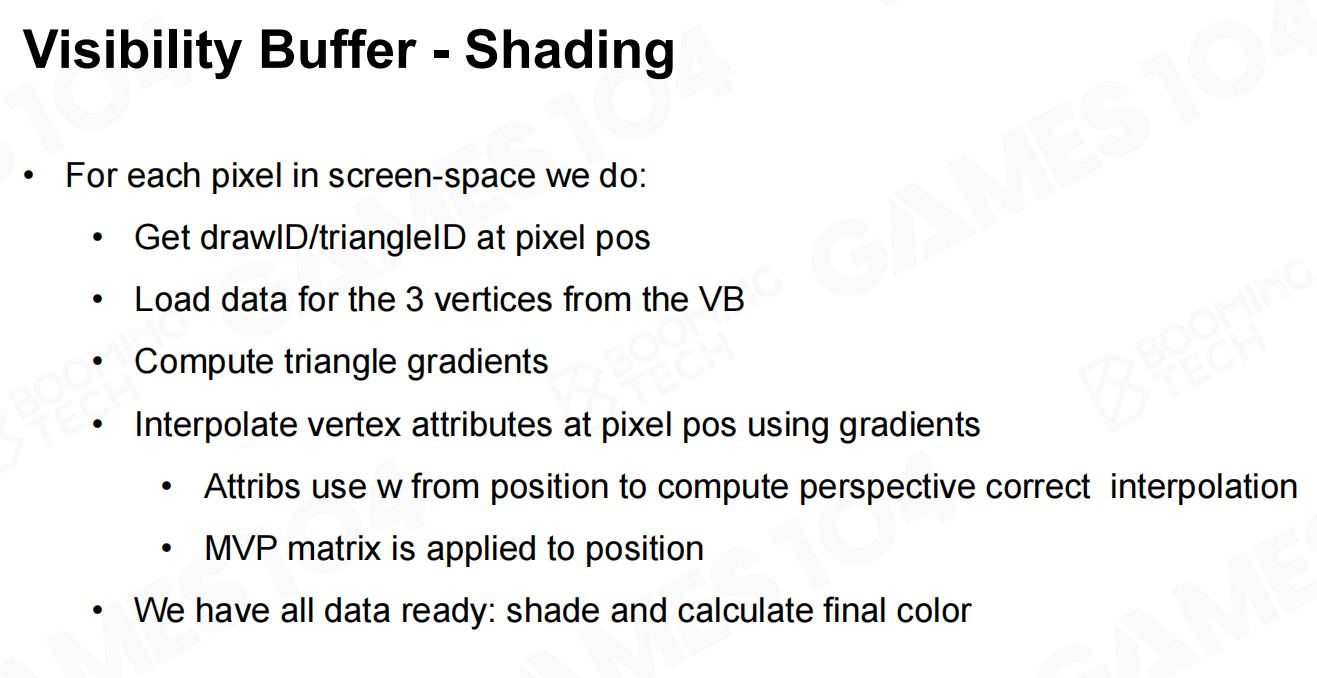 Visibility Buffer - Shading
• For each pixel in screen-space we do:
• Get drawID/triangleID at pixel pos
• Load data for the 3 vertices from the VB
• Compute triangle gradients
• Interpolate vertex attributes at pixel pos using gradients
• Attribs use w from position to compute perspective correct  interpolation
• MVP matrix is applied to position
• We have all data ready: shade and calculate final color
GAMES104
BOOMING
TECH